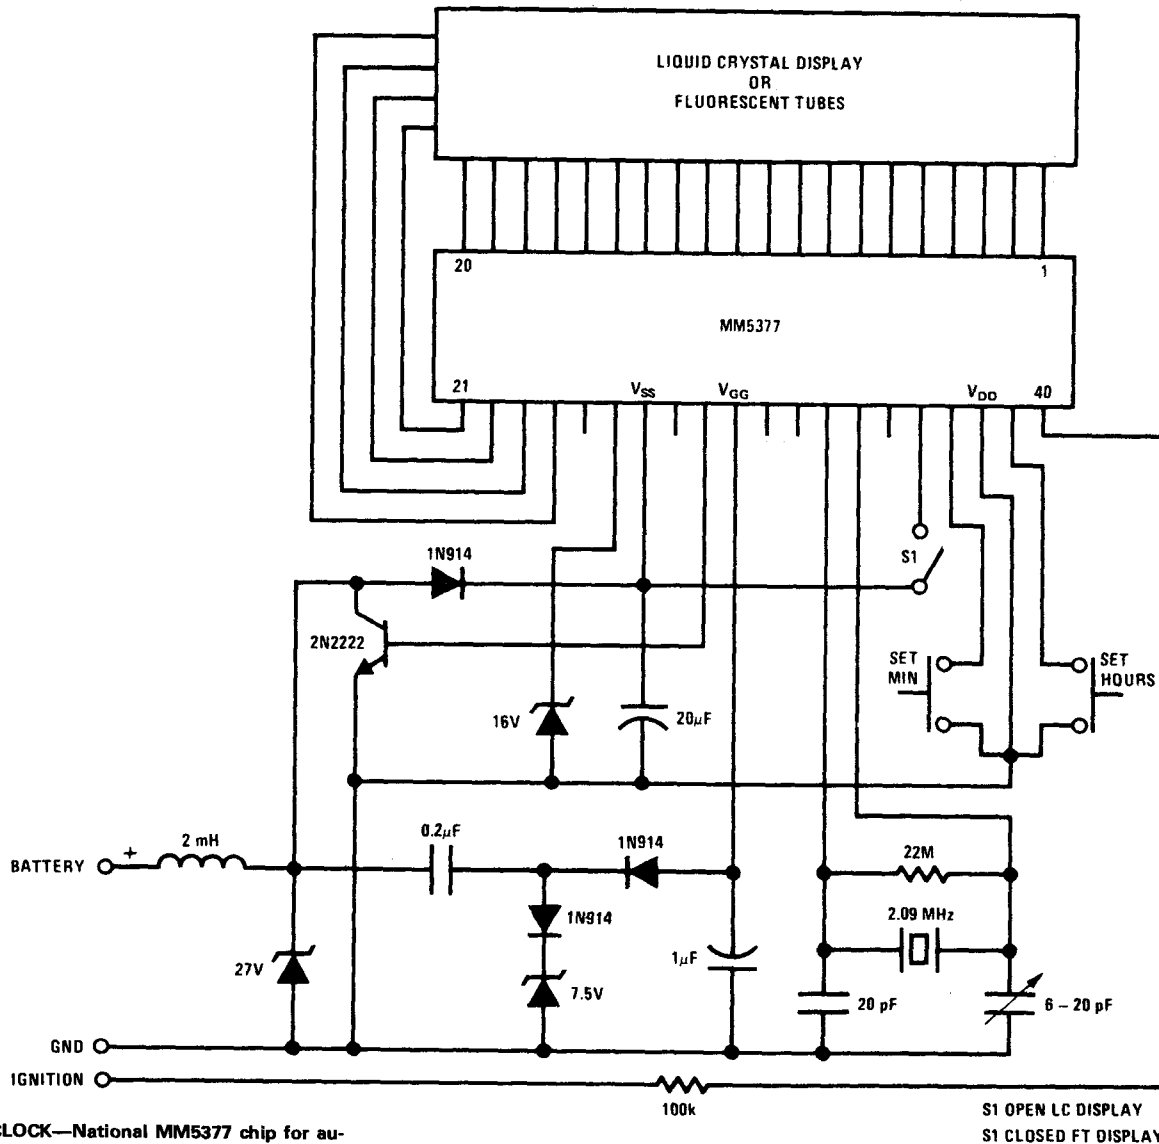 LIQUID CRYSTAL DISPLAY
OR
FLUORESCENT TUBES
20
1
MM5377
21
VSS
VGG
VDD
40
1N914
S1
2N2222
SET
MIN
SET
HOURS
16V
20µF
0.2µF
2 mH
1N914
22M
BATTERY
+
1N914
2.09 MHz
27V
7.5V
1µF
20 pF
6 – 20 pF
GND
IGNITION
100k
S1 OPEN LC DISPLAY
S1 CLOSED FT DISPLAY
CLOCK—National MM5377 chip for au-